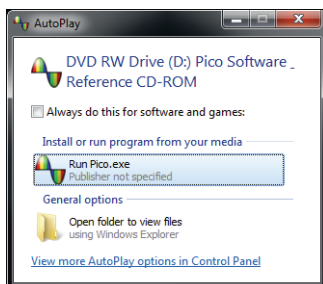 AutoPlay
DVD RW Drive (D:) Pico Software _
Reference CD-ROM
Always do this for software and games:
Install or run program from your media
Run Pico.exe
Publisher not specified
General options
Open folder to view files
using Windows Explorer
View more AutoPlay options in Control Panel